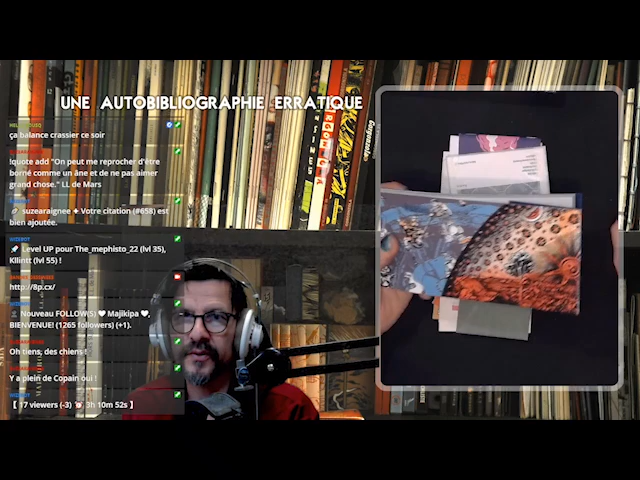 UNE AUTOBIBLIOGRAPHIE ERRATIQUE
ça balance crassier ce soir
!quote add "On peut me reprocher d'être
borné comme un âne et de ne pas aimer
grand chose." LL de Mars
suzearaignee + Votre citation (#658) est
bien ajoutée.
WIZEBOT
Level UP pour The_mephisto_22 (lvl 35),
Kllintt (lvl 55) !
http://8p.cx/
Nouveau FOLLOW(S) Majikipa ,
BIENVENUE! (1265 followers) (+1).
Oh tiens, des chiens !
Y a plein de Copain oui !
WIZEBOT
[ 17 viewers (-3) 3h 10m 52s ]